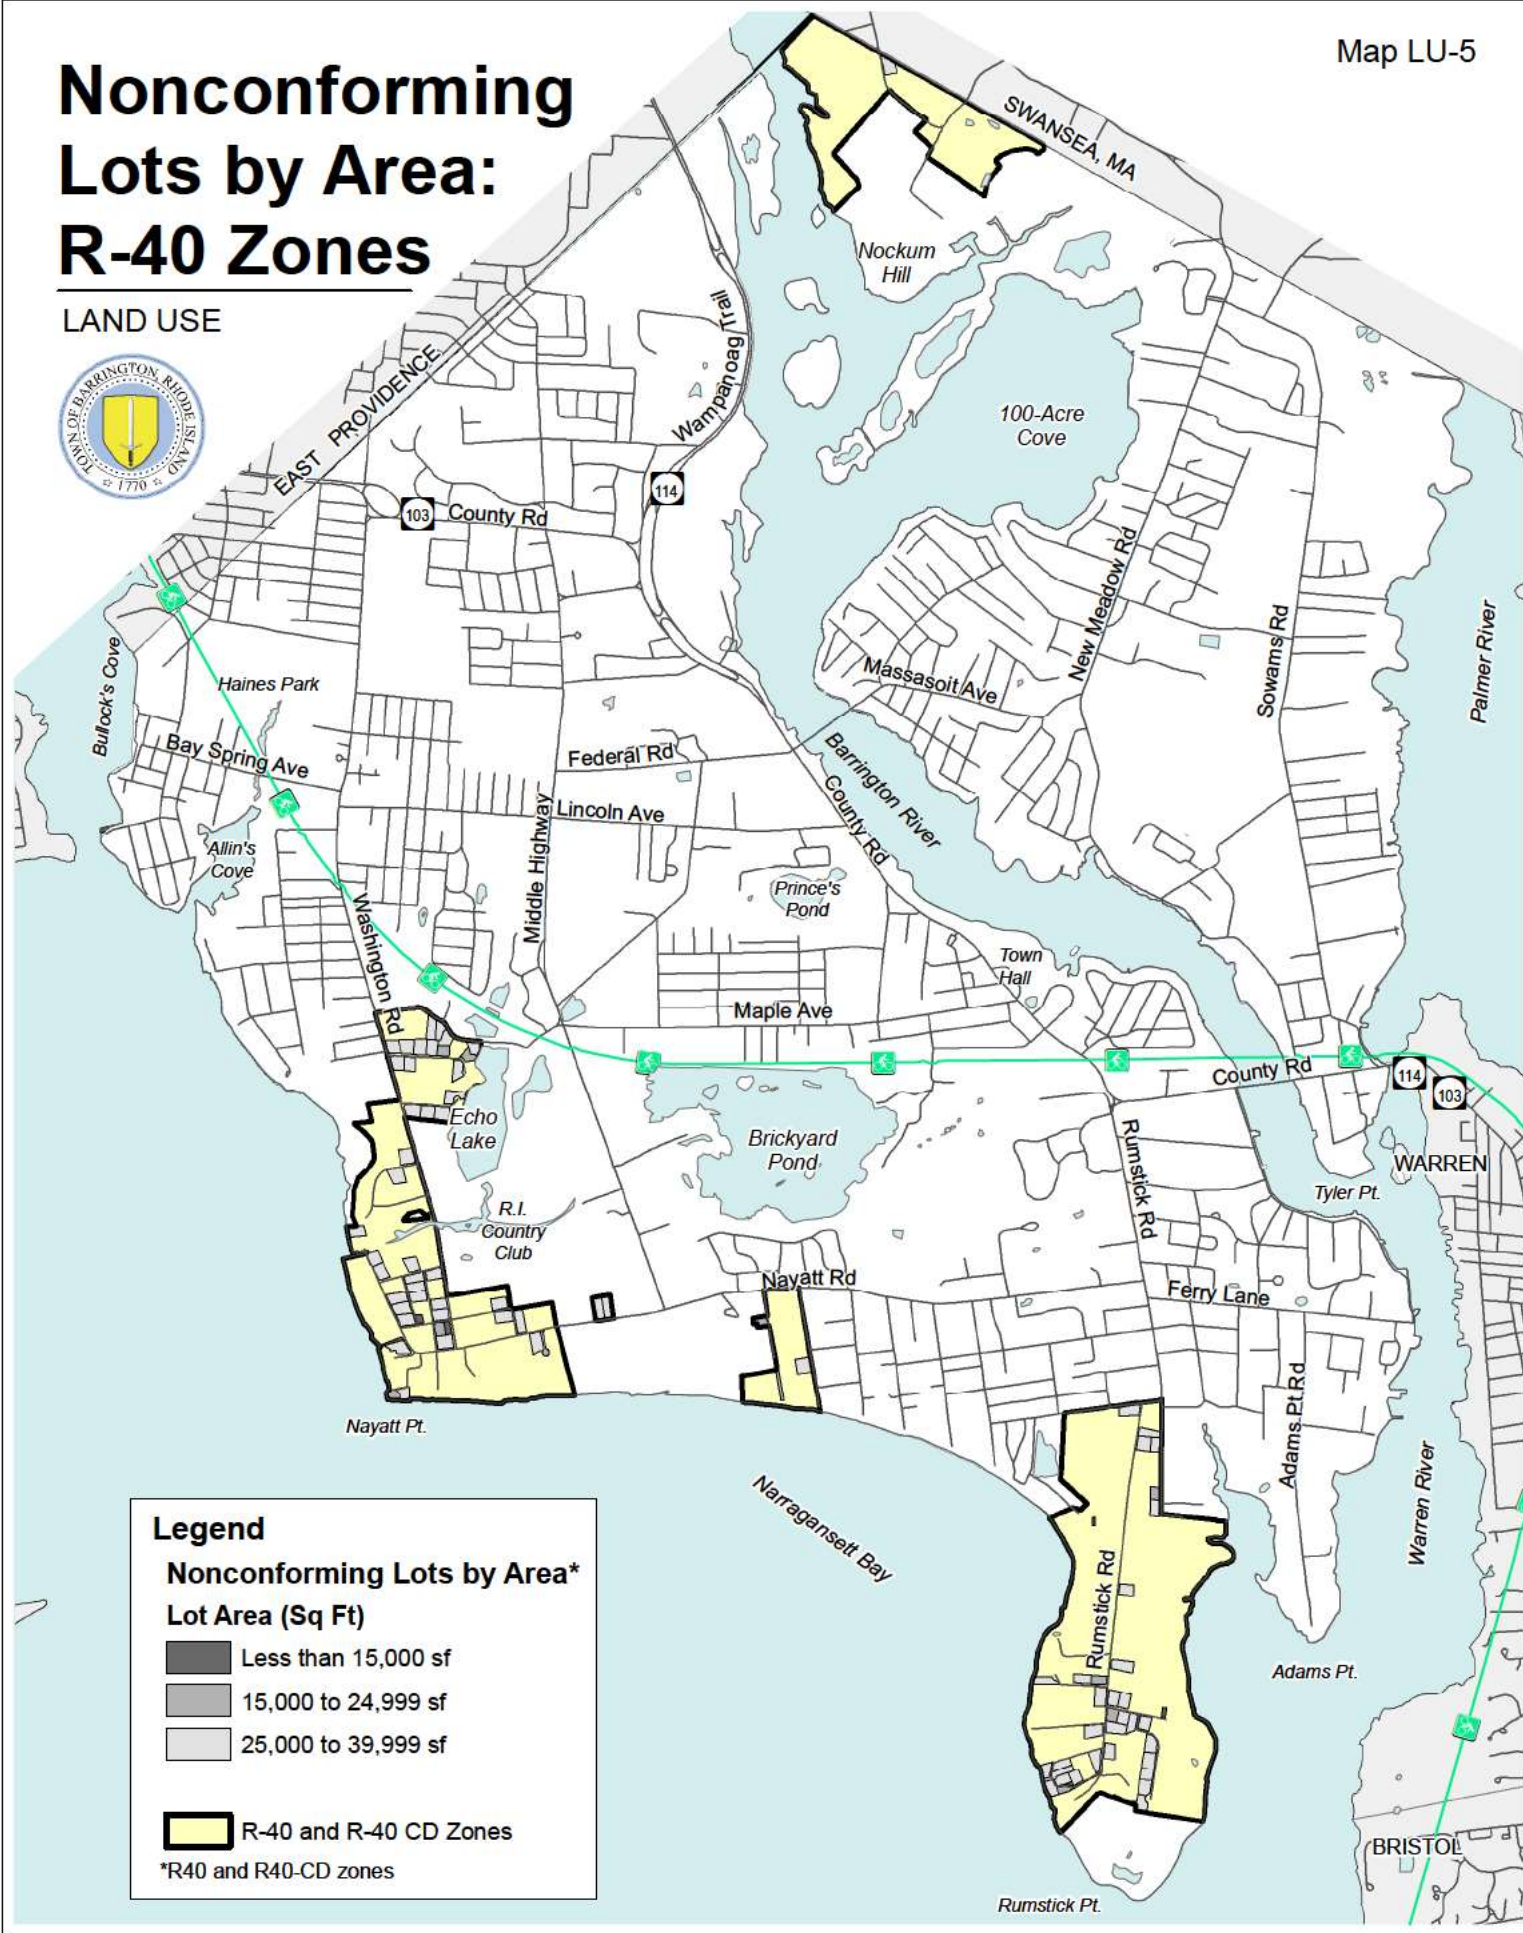 Map LU-5
Nonconforming
Lots by Area:
R-40 Zones
LAND USE
TOWN OF BARRINGTON, RHODE ISLAND
1770
SWANSEA, MA
Nockum
Hill
Wampanoag Trail
EAST PROVIDENCE
100-Acre
Cove
114
103
County Rd
New Meadow Rd
Sowams Rd
Palmer River
Bullock's Cove
Haines Park
Massasoit Ave
Bay Spring Ave
Federal Rd
Barrington River
County Rd
Lincoln Ave
Middle Highway
Allin's
Cove
Prince's
Pond
Washington Rd
Town
Hall
Maple Ave
County Rd
114
103
Echo
Lake
Brickyard
Pond
Rumstick Rd
WARREN
Tyler Pt.
R.I.
Country
Club
Nayatt Rd
Ferry Lane
Adams Pt Rd
Nayatt Pt.
Narragansett Bay
Warren River
Rumstick Rd
Adams Pt.
BRISTOL
Rumstick Pt.
Legend
Nonconforming Lots by Area*
Lot Area (Sq Ft)
Less than 15,000 sf
15,000 to 24,999 sf
25,000 to 39,999 sf
R-40 and R-40 CD Zones
*R40 and R40-CD zones